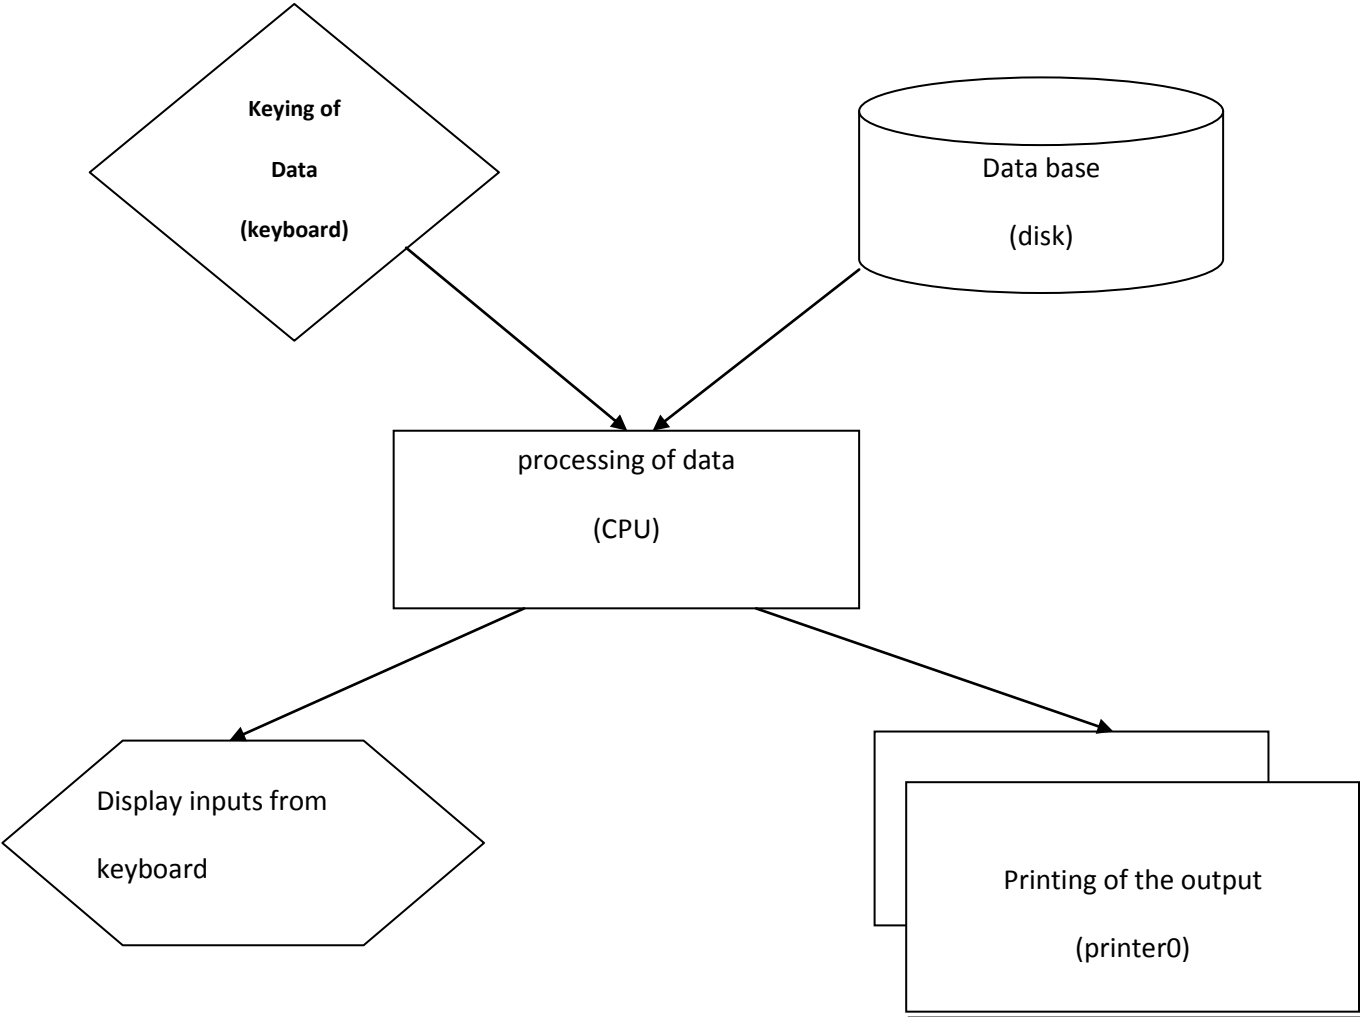 Keying of
Data
(keyboard)
Data base
(disk)
processing of data
(CPU)
Display inputs from
keyboard
Printing of the output
(printer0)